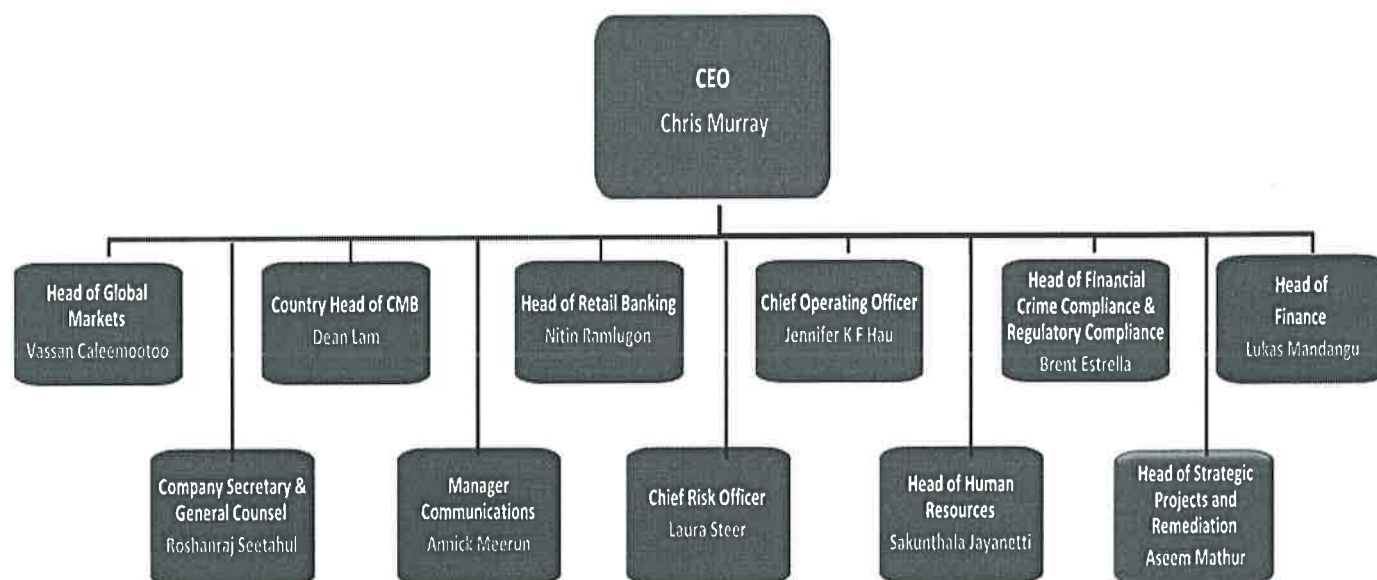 CEO
Chris Murray
Head of Global
Markets
Vassan Caleemootoo
Country Head of CMB
Dean Lam
Head of Retail Banking
Nitin Ramlugon
Chief Operating Officer
Jennifer K F Hau
Head of Financial
Crime Compliance &
Regulatory Compliance
Brent Estrella
Head of
Finance
Lukas Mandangu
Company Secretary &
General Counsel
Roshanraj Seetahul
Manager
Communications
Annick Meerun
Chief Risk Officer
Laura Steer
Head of Human
Resources
Sakunthala Jayanetti
Head of Strategic
Projects and
Remediation
Aseem Mathur